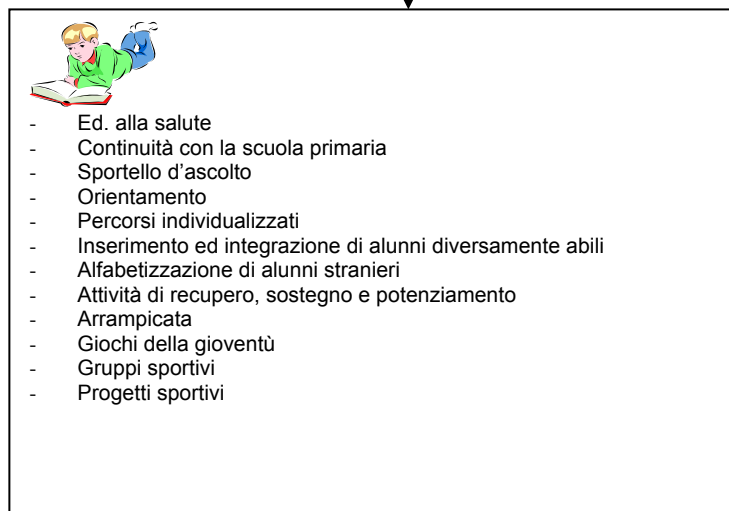 - Ed. alla salute
- Continuità con la scuola primaria
- Sportello d'ascolto
- Orientamento
- Percorsi individualizzati
- Inserimento ed integrazione di alunni diversamente abili
- Alfabetizzazione di alunni stranieri
- Attività di recupero, sostegno e potenziamento
- Arrampicata
- Giochi della gioventù
- Gruppi sportivi
- Progetti sportivi